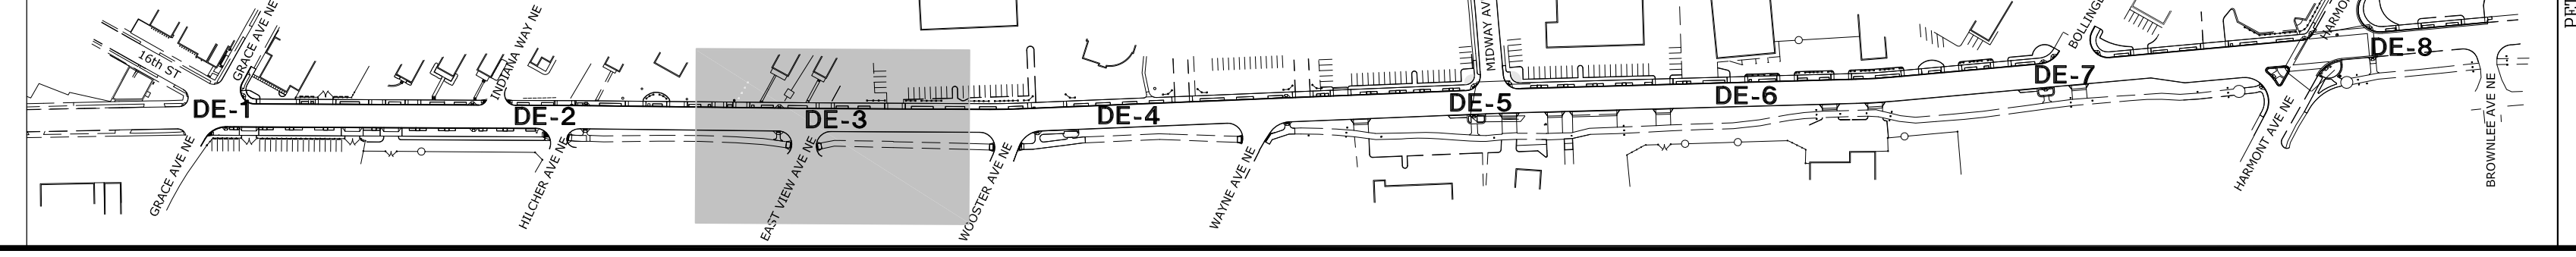 16th ST
GRACE AVE NE
INDIANA WAY NE
MIDWAY AV
BOLLING
HARMO
PET
DE-1
DE-2
DE-3
DE-4
DE-5
DE-6
DE-7
DE-8
GRACE AVE NE
HILCHER AVE NE
EAST VIEW AVE NE
WOOSTER AVE NE
WAYNE AVE NE
HARMONT AVE NE
BROWNLEE AVE NE